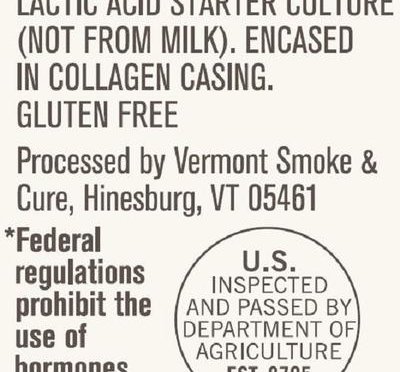 LACTIC ACID STARTER CULTURE
(NOT FROM MILK). ENCASED
IN COLLAGEN CASING.
GLUTEN FREE
Processed by Vermont Smoke &
Cure, Hinesburg, VT 05461
*Federal
regulations
prohibit the
use of
hormones
U.S.
INSPECTED
AND PASSED BY
DEPARTMENT OF
AGRICULTURE
EST.